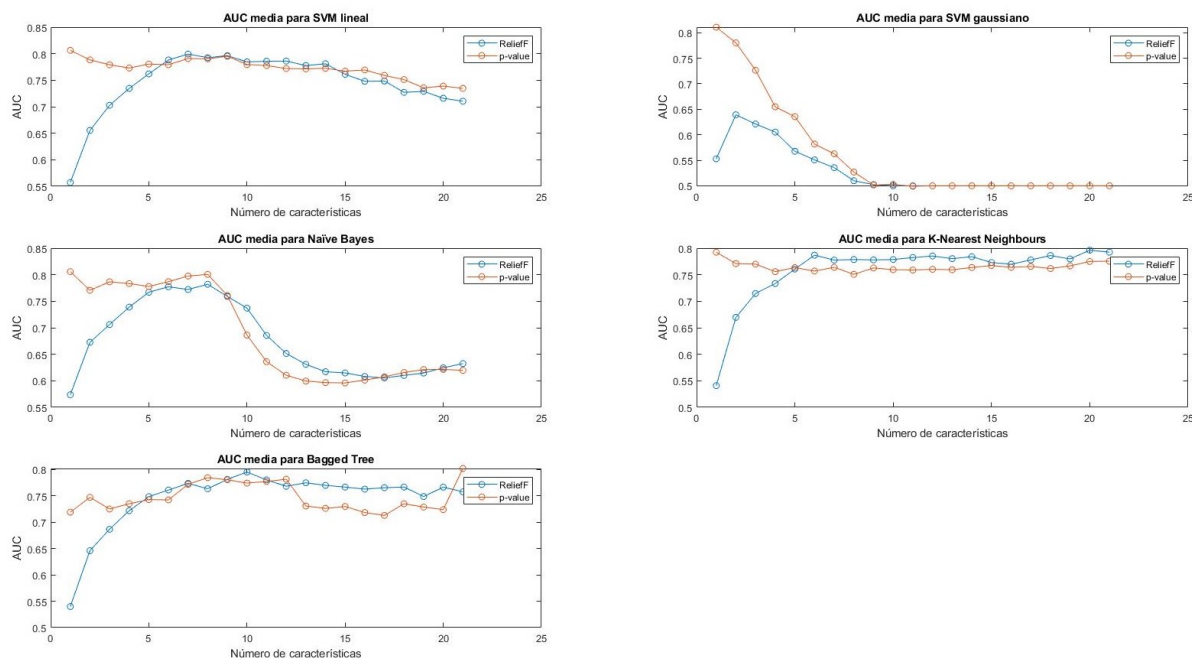 AUC media para SVM lineal
0.85
0.8
0.75
0.7
0.65
0.6
0.55
AUC
0
5
10
15
20
25
Número de características
ReliefF
p-value
AUC media para SVM gaussiano
0.8
0.75
0.7
0.65
0.6
0.55
0.5
AUC
0
5
10
15
20
25
Número de características
ReliefF
p-value
AUC media para Naïve Bayes
0.85
0.8
0.75
0.7
0.65
0.6
0.55
AUC
0
5
10
15
20
25
Número de características
ReliefF
p-value
AUC media para K-Nearest Neighbours
0.8
0.75
0.7
0.65
0.6
0.55
0.5
AUC
0
5
10
15
20
25
Número de características
ReliefF
p-value
AUC media para Bagged Tree
0.8
0.75
0.7
0.65
0.6
0.55
0.5
AUC
0
5
10
15
20
25
Número de características
ReliefF
p-value